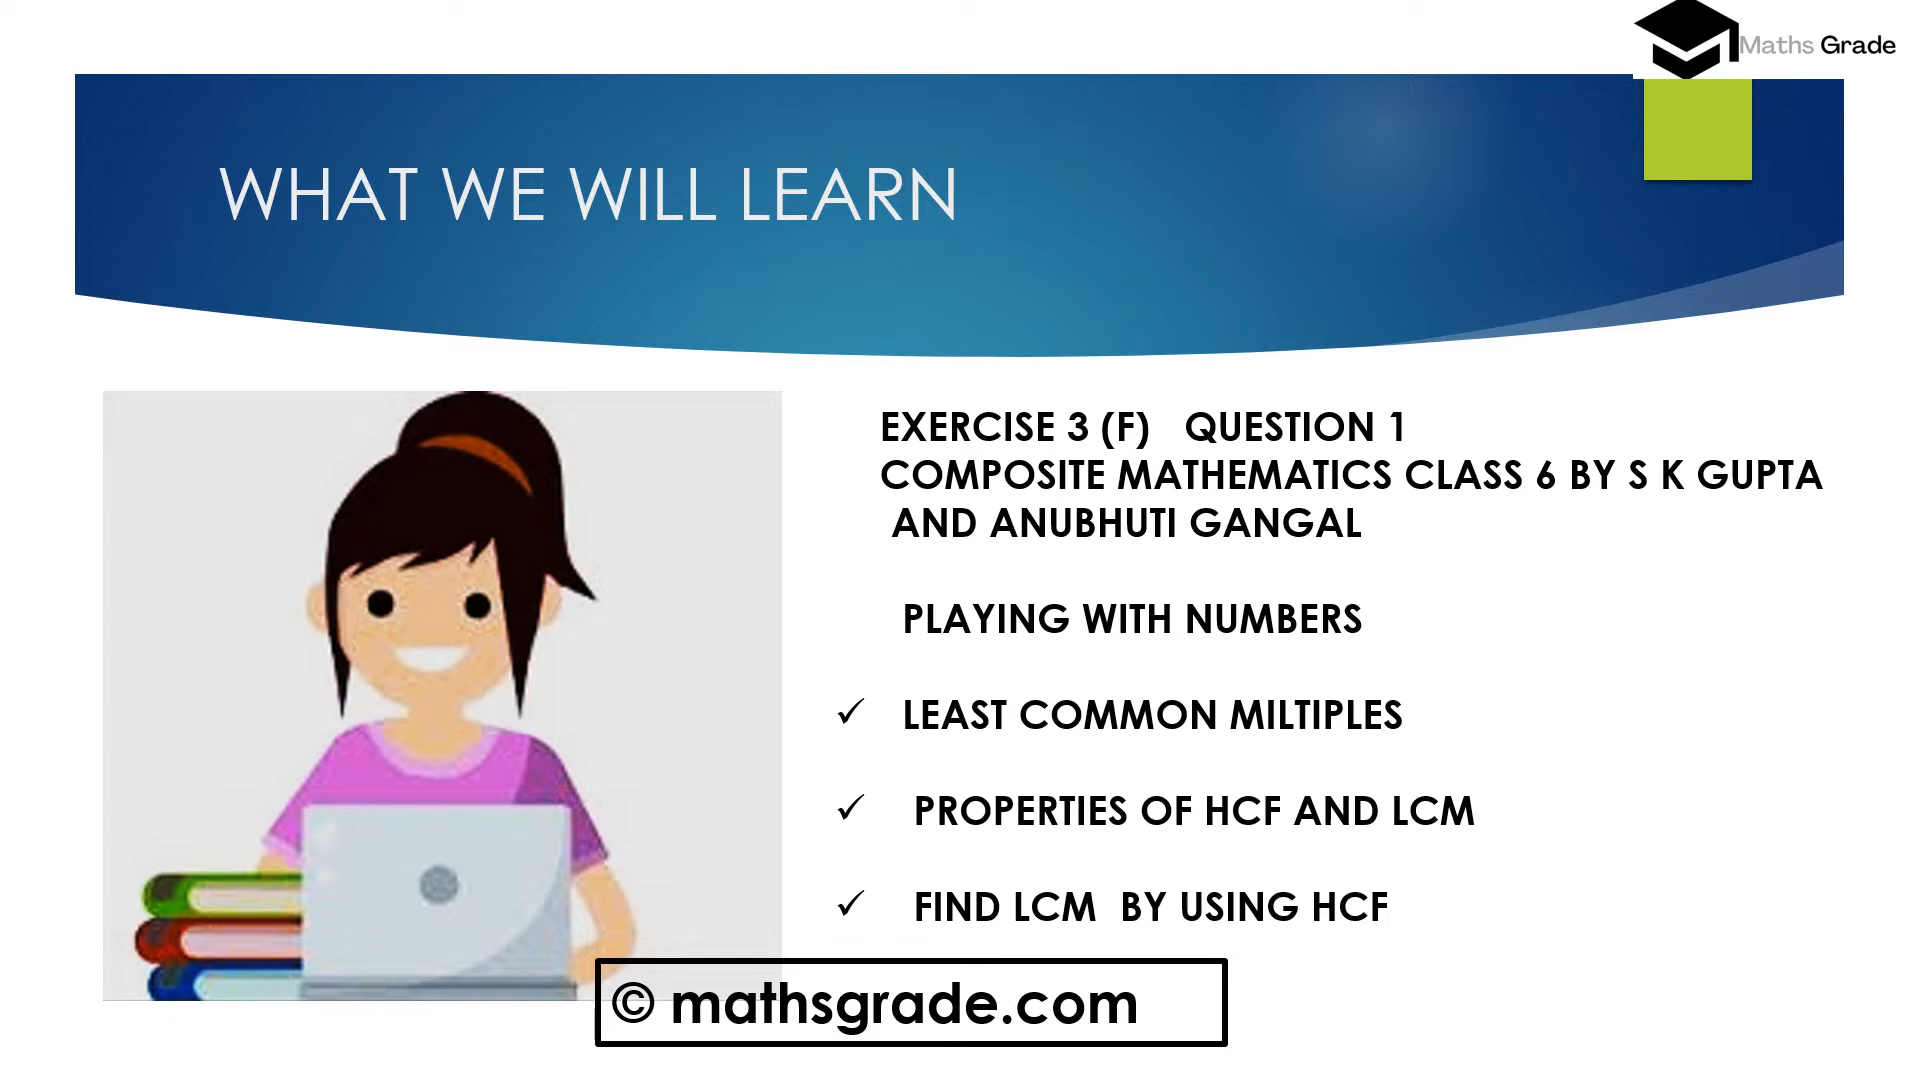 Maths Grade
WHAT WE WILL LEARN
EXERCISE 3 (F) QUESTION 1
COMPOSITE MATHEMATICS CLASS 6 BY S K GUPTA
AND ANUBHUTI GANGAL
PLAYING WITH NUMBERS
✓ LEAST COMMON MILTIPLES
✓ PROPERTIES OF HCF AND LCM
✓ FIND LCM BY USING HCF
© mathsgrade.com